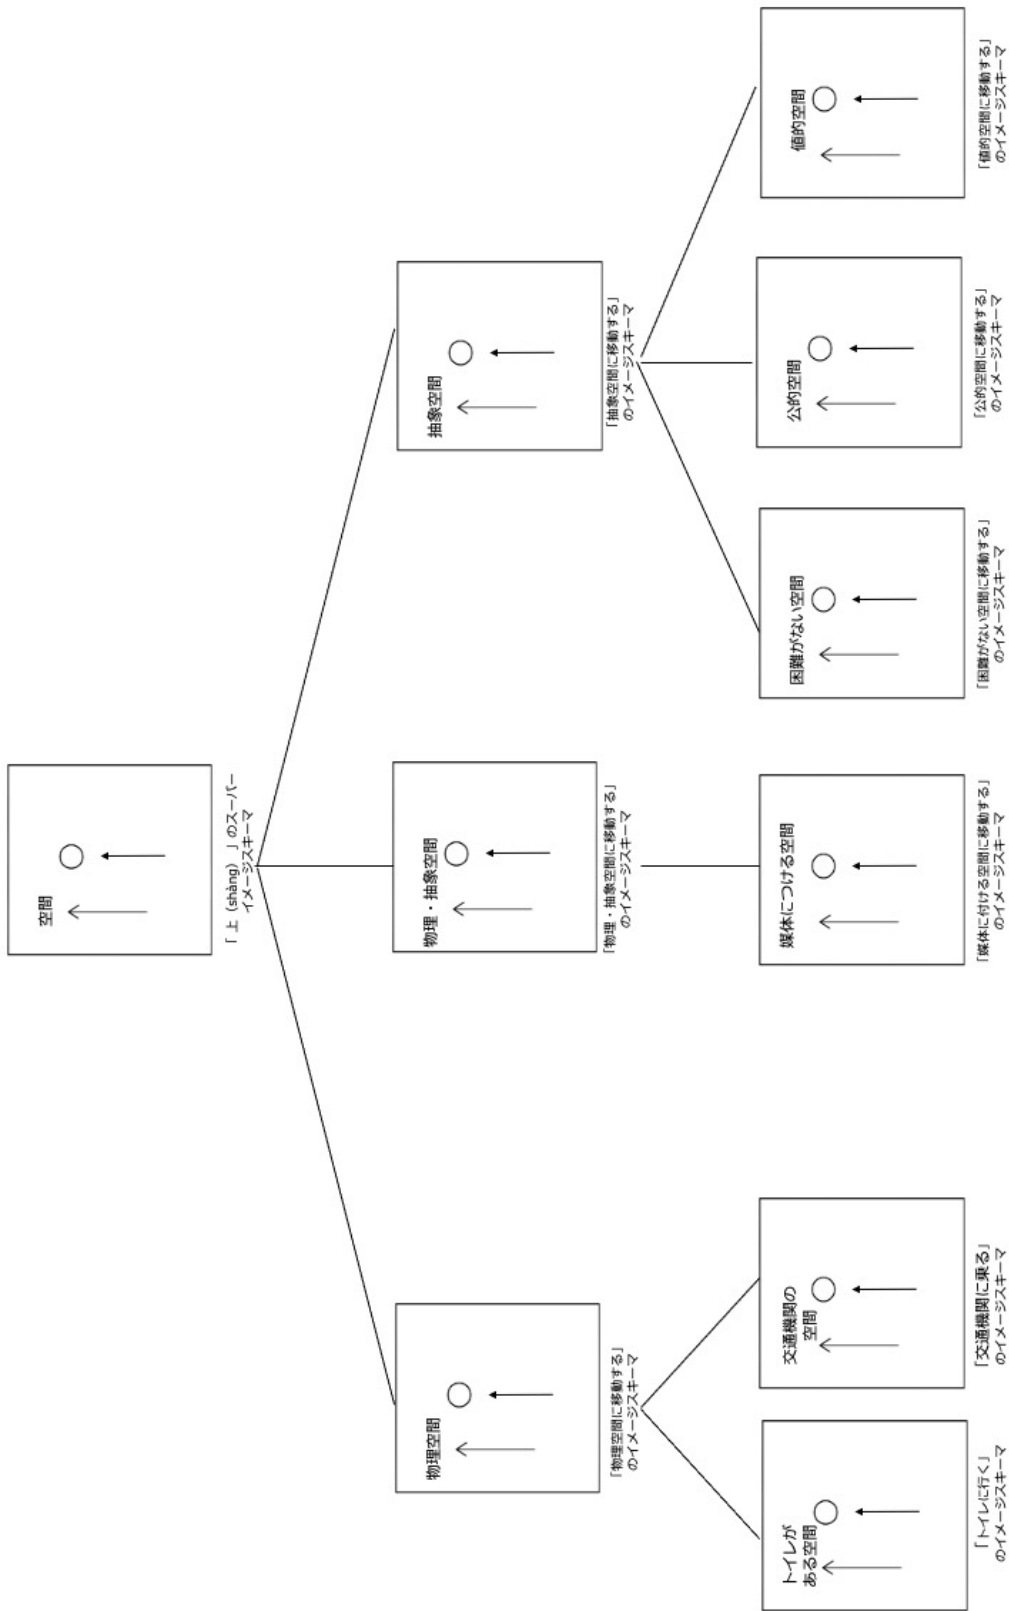 空間
「 上（shàng）」のスーパー
イメージスキーマ
物理空間
「物理空間に移動する」
のイメージスキーマ
物理・抽象空間
「物理・抽象空間に移動する」
のイメージスキーマ
抽象空間
「抽象空間に移動する」
のイメージスキーマ
トイレが
ある空間
「トイレに行く」
のイメージスキーマ
交通機関の
空間
「交通機関に乗る」
のイメージスキーマ
媒体につける空間
「媒体に付ける空間に移動する」
のイメージスキーマ
困難がない空間
「困難がない空間に移動する」
のイメージスキーマ
公的空間
「公的空間に移動する」
のイメージスキーマ
値的空間
「値的空間に移動する」
のイメージスキーマ